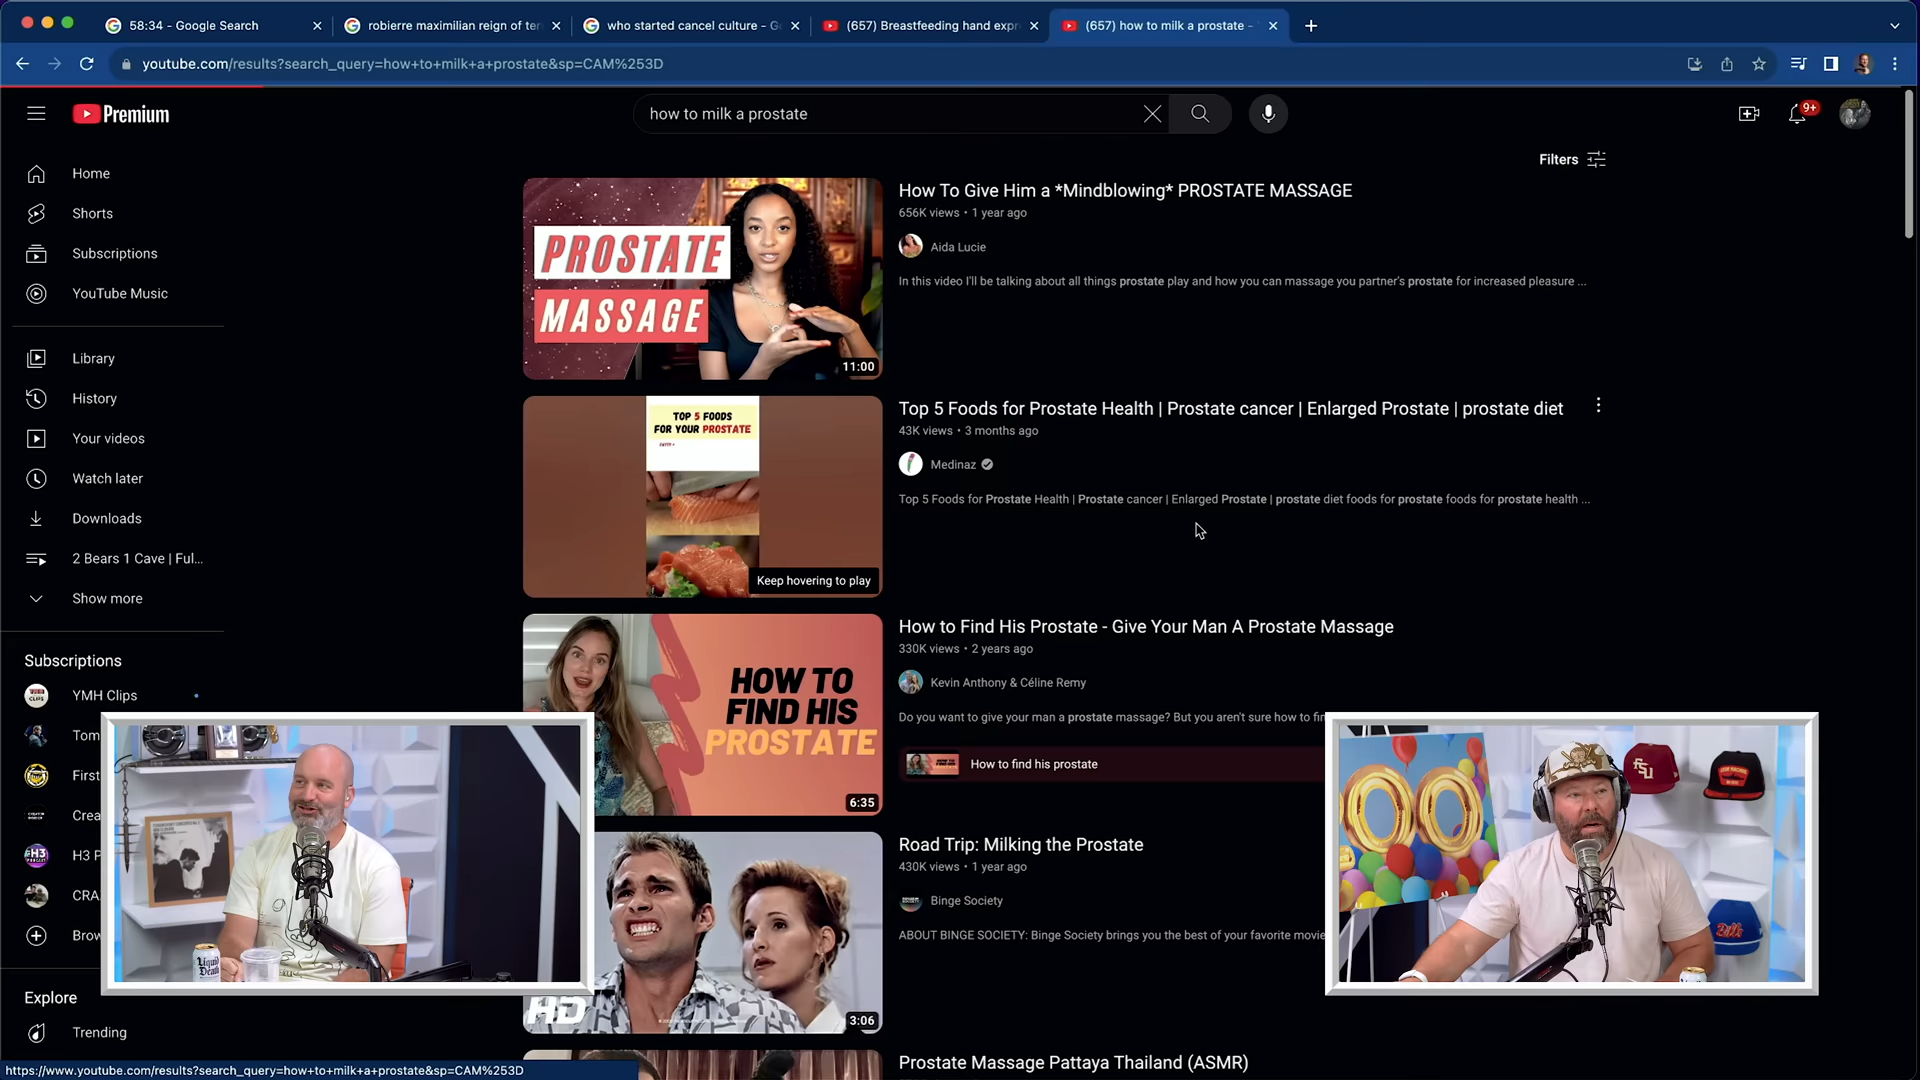 58:34 - Google Search
robierre maximilian reign of ter
who started cancel culture - G
(657) Breastfeeding hand expr
(657) how to milk a prostate -
youtube.com/results?search_query=how+to+milk+a+prostate&sp=CAM%253D
Premium
how to milk a prostate
9+
Filters
Home
Shorts
Subscriptions
YouTube Music
Library
History
Your videos
Watch later
Downloads
2 Bears 1 Cave | Ful...
Show more
Subscriptions
YMH Clips
Tom
First
Crea
H3 P
CRA
Brow
Explore
Trending
PROSTATE
MASSAGE
11:00
How To Give Him a *Mindblowing* PROSTATE MASSAGE
656K views • 1 year ago
Aida Lucie
In this video I'll be talking about all things prostate play and how you can massage you partner's prostate for increased pleasure ...
TOP 5 FOODS
FOR YOUR PROSTATE
Keep hovering to play
Top 5 Foods for Prostate Health | Prostate cancer | Enlarged Prostate | prostate diet
43K views • 3 months ago
Medinaz
Top 5 Foods for Prostate Health | Prostate cancer | Enlarged Prostate | prostate diet foods for prostate foods for prostate health ...
HOW TO
FIND HIS
PROSTATE
6:35
How to Find His Prostate - Give Your Man A Prostate Massage
330K views • 2 years ago
Kevin Anthony & Céline Remy
Do you want to give your man a prostate massage? But you aren't sure how to fin
How to find his prostate
HD
3:06
Road Trip: Milking the Prostate
430K views • 1 year ago
Binge Society
ABOUT BINGE SOCIETY: Binge Society brings you the best of your favorite movie
Prostate Massage Pattaya Thailand (ASMR)
Liquid
Death
FSU
Bills
https://www.youtube.com/results?search_query=how+to+milk+a+prostate&sp=CAM%253D